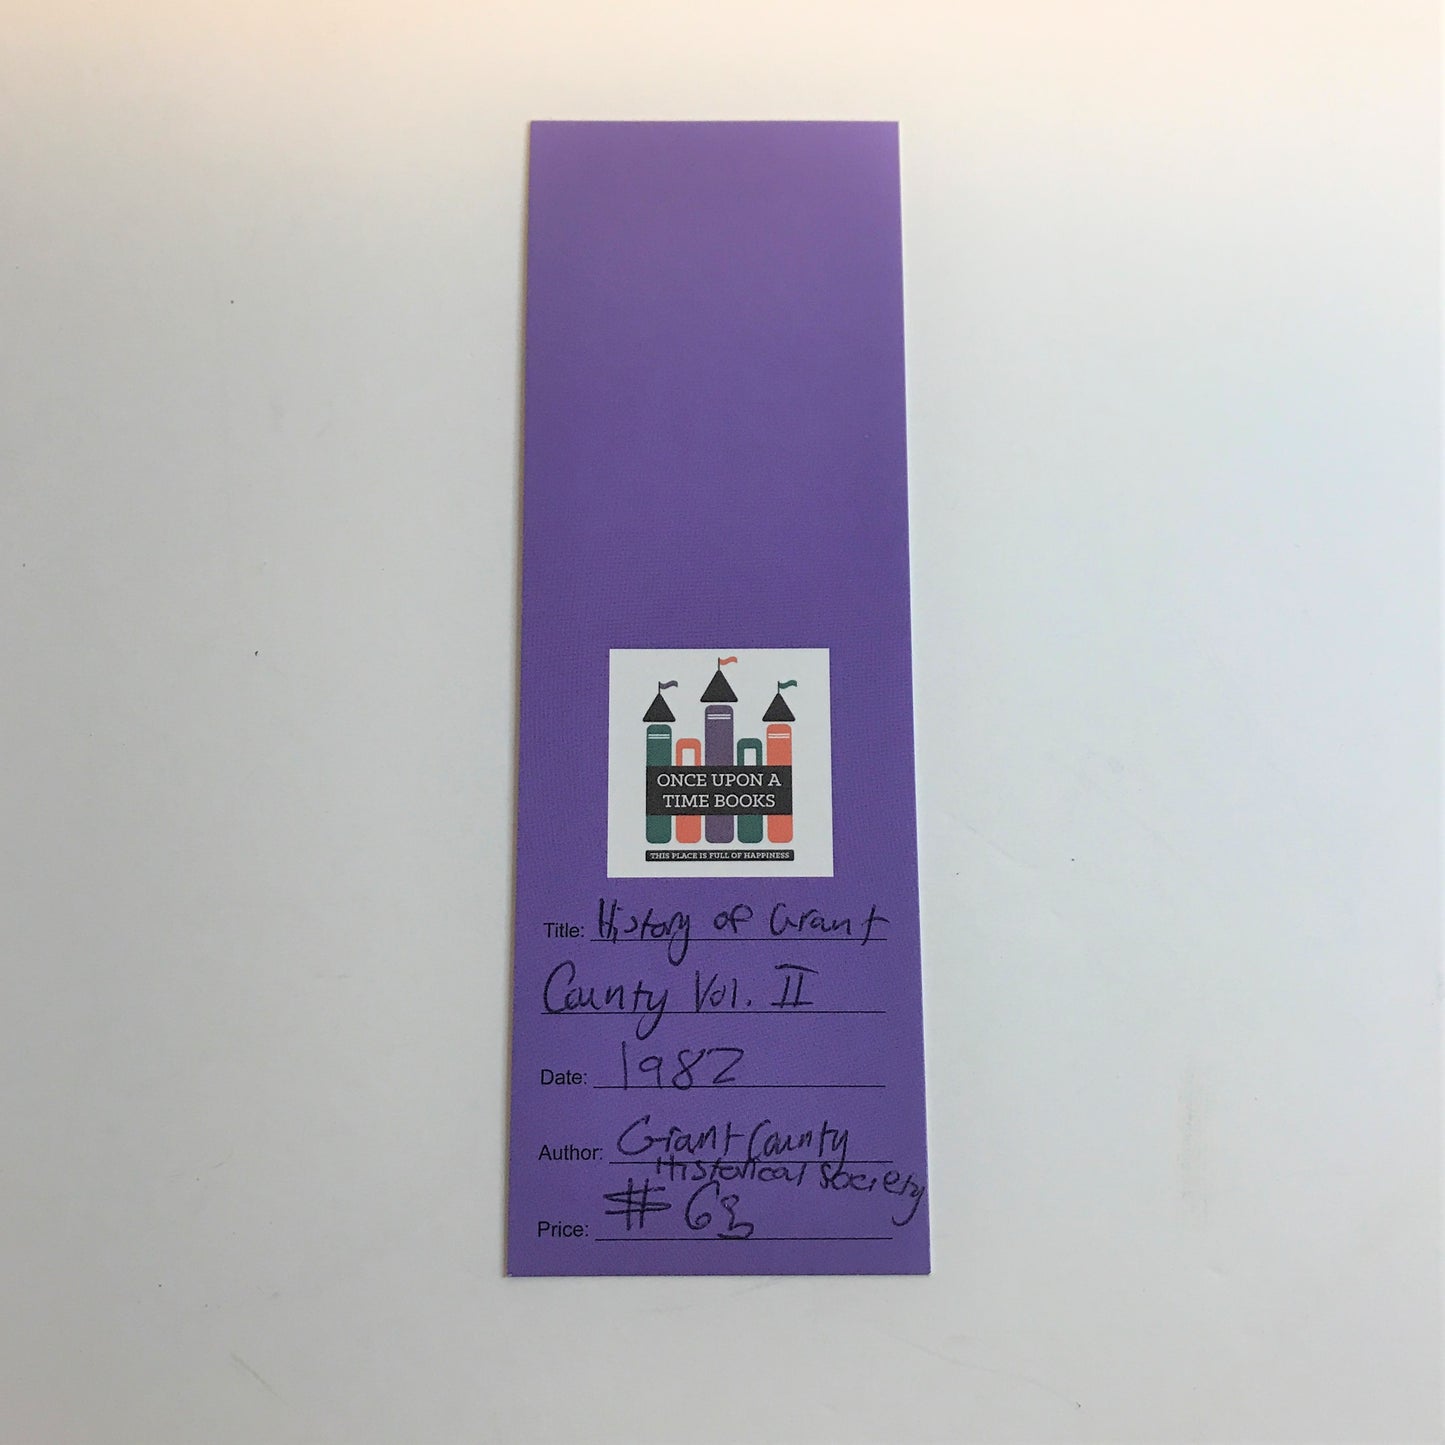 ONCE UPON A
TIME BOOKS
THIS PLACE IS FULL OF HAPPINESS
Title: History of Grant
County Vol. II
Date: 1982
Author: Grant County
Historical Society
Price: #